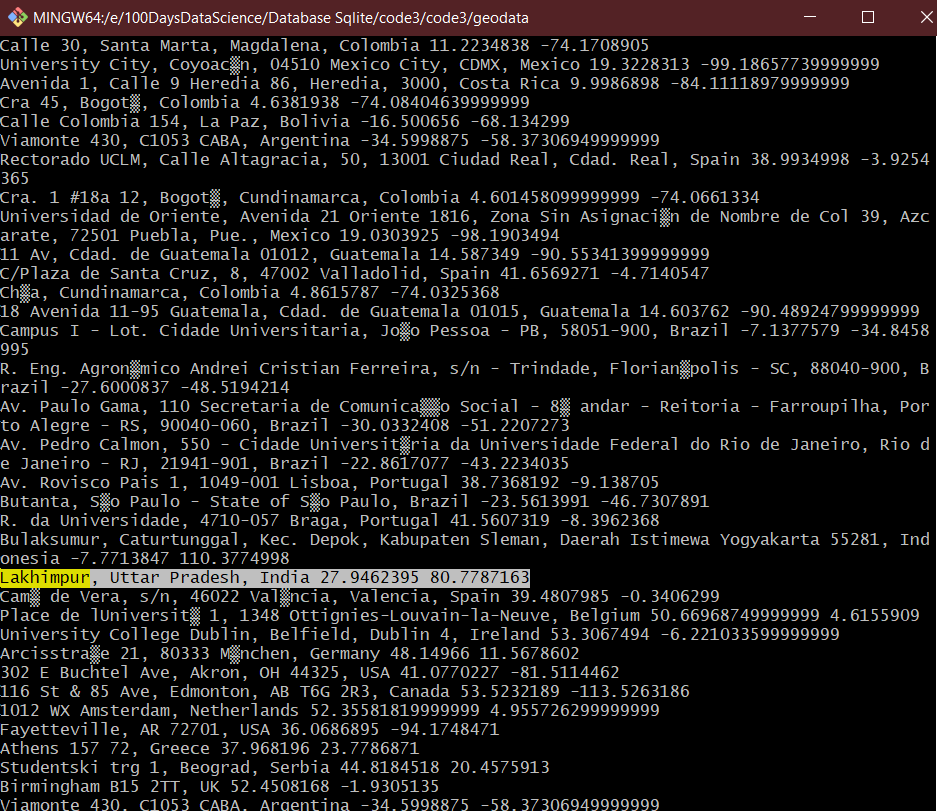 MINGW64:/e/100DaysDataScience/Database Sqlite/code3/code3/geodata
Calle 30, Santa Marta, Magdalena, Colombia 11.2234838 -74.1708905
University City, Coyoac▒n, 04510 Mexico City, CDMX, Mexico 19.3228313 -99.18657739999999
Avenida 1, Calle 9 Heredia 86, Heredia, 3000, Costa Rica 9.9986898 -84.11118979999999
Cra 45, Bogot▒, Colombia 4.6381938 -74.08404639999999
Calle Colombia 154, La Paz, Bolivia -16.500656 -68.134299
Viamonte 430, C1053 CABA, Argentina -34.5998875 -58.37306949999999
Rectorado UCLM, Calle Altagracia, 50, 13001 Ciudad Real, Cdad. Real, Spain 38.9934998 -3.9254
365
Cra. 1 #18a 12, Bogot▒, Cundinamarca, Colombia 4.601458099999999 -74.0661334
Universidad de Oriente, Avenida 21 Oriente 1816, Zona Sin Asignaci▒n de Nombre de Col 39, Azc
arate, 72501 Puebla, Pue., Mexico 19.0303925 -98.1903494
11 Av, Cdad. de Guatemala 01012, Guatemala 14.587349 -90.55341399999999
C/Plaza de Santa Cruz, 8, 47002 Valladolid, Spain 41.6569271 -4.7140547
Ch▒a, Cundinamarca, Colombia 4.8615787 -74.0325368
18 Avenida 11-95 Guatemala, Cdad. de Guatemala 01015, Guatemala 14.603762 -90.48924799999999
Campus I - Lot. Cidade Universitaria, Jo▒o Pessoa - PB, 58051-900, Brazil -7.1377579 -34.8458
995
R. Eng. Agron▒mico Andrei Cristian Ferreira, s/n - Trindade, Florian▒polis - SC, 88040-900, B
razil -27.6000837 -48.5194214
Av. Paulo Gama, 110 Secretaria de Comunica▒▒o Social - 8▒ andar - Reitoria - Farroupilha, Por
to Alegre - RS, 90040-060, Brazil -30.0332408 -51.2207273
Av. Pedro Calmon, 550 - Cidade Universit▒ria da Universidade Federal do Rio de Janeiro, Rio d
e Janeiro - RJ, 21941-901, Brazil -22.8617077 -43.2234035
Av. Rovisco Pais 1, 1049-001 Lisboa, Portugal 38.7368192 -9.138705
Butanta, S▒o Paulo - State of S▒o Paulo, Brazil -23.5613991 -46.7307891
R. da Universidade, 4710-057 Braga, Portugal 41.5607319 -8.3962368
Bulaksumur, Caturtunggal, Kec. Depok, Kabupaten Sleman, Daerah Istimewa Yogyakarta 55281, Ind
onesia -7.7713847 110.3774998
Lakhimpur, Uttar Pradesh, India 27.9462395 80.7787163
Cam▒ de Vera, s/n, 46022 Val▒ncia, Valencia, Spain 39.4807985 -0.3406299
Place de lUniversit▒ 1, 1348 Ottignies-Louvain-la-Neuve, Belgium 50.66968749999999 4.6155909
University College Dublin, Belfield, Dublin 4, Ireland 53.3067494 -6.221033599999999
Arcisstra▒e 21, 80333 M▒nchen, Germany 48.14966 11.5678602
302 E Buchtel Ave, Akron, OH 44325, USA 41.0770227 -81.5114462
116 St & 85 Ave, Edmonton, AB T6G 2R3, Canada 53.5232189 -113.5263186
1012 WX Amsterdam, Netherlands 52.35581819999999 4.955726299999999
Fayetteville, AR 72701, USA 36.0686895 -94.1748471
Athens 157 72, Greece 37.968196 23.7786871
Studentski trg 1, Beograd, Serbia 44.8184518 20.4575913
Birmingham B15 2TT, UK 52.4508168 -1.9305135
Viamonte 430, C1053 CABA, Argentina -34.5998875 -58.37306949999999